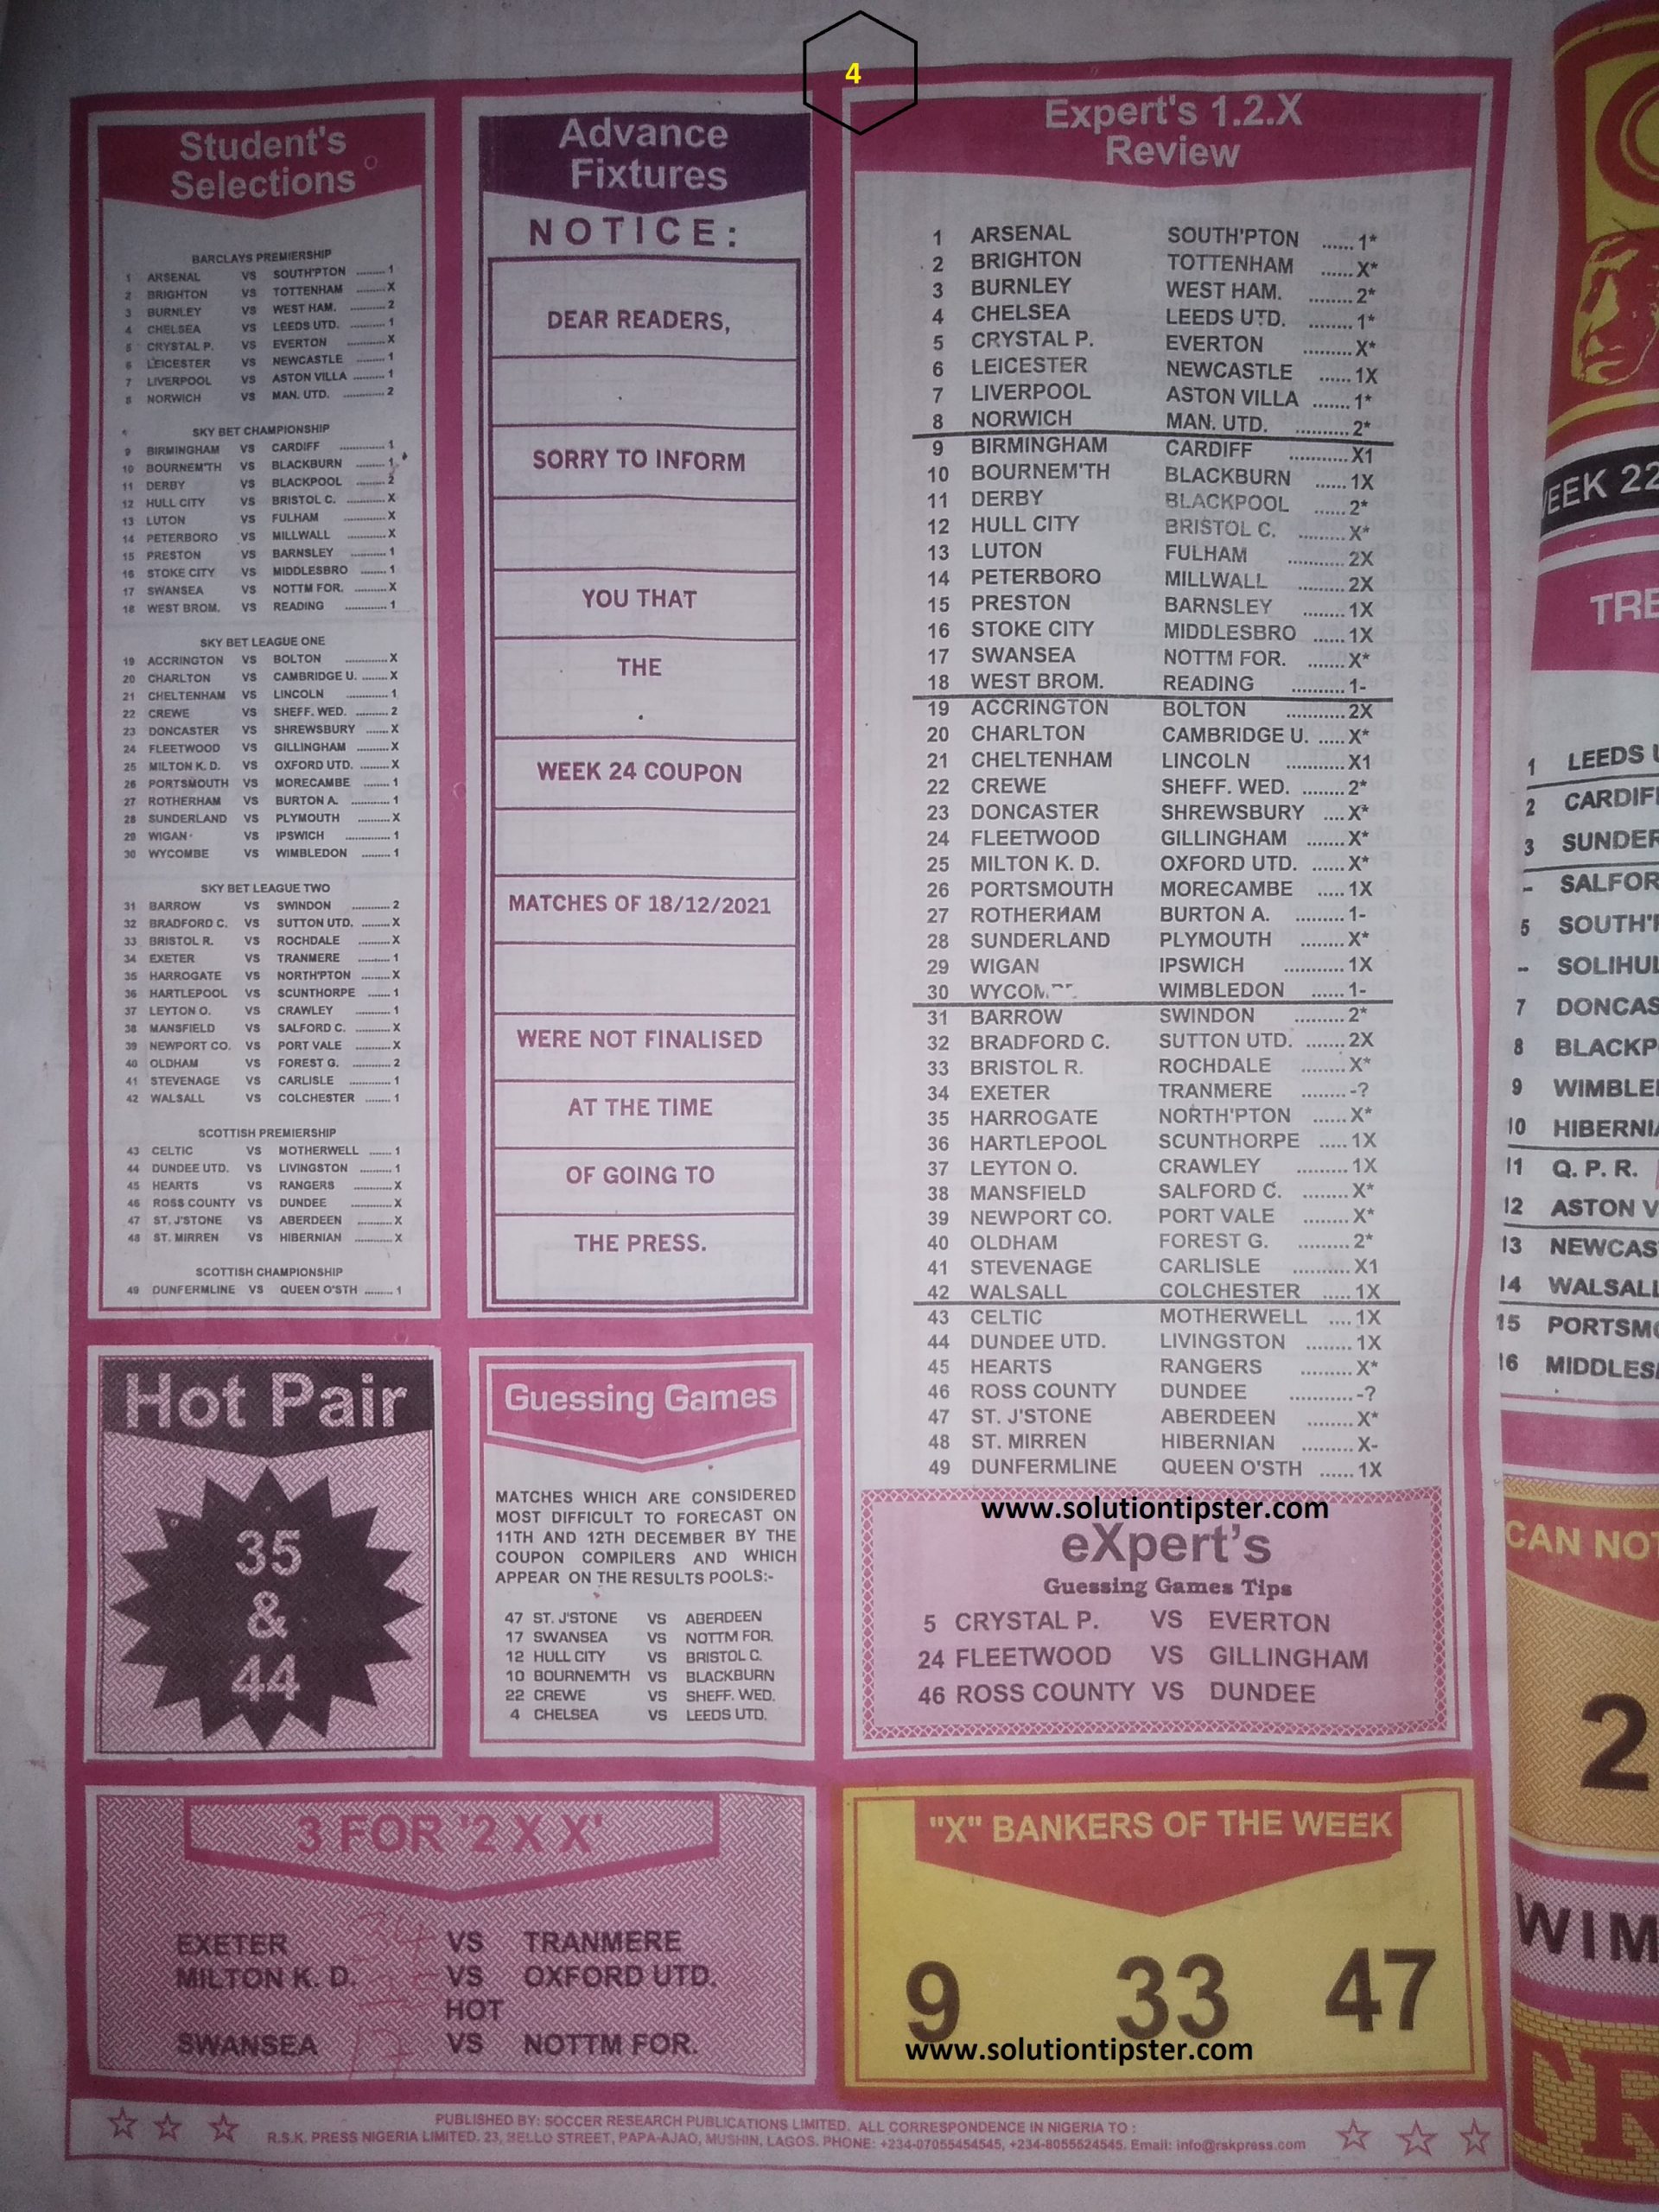 4
Student's
Selections
BARCLAYS PREMIERSHIP
1 ARSENAL VS SOUTH'PTON ......... 1
2 BRIGHTON VS TOTTENHAM ......... X
3 BURNLEY VS WEST HAM. ......... 2
4 CHELSEA VS LEEDS UTD. ......... 1
5 CRYSTAL P. VS EVERTON ............ X
6 LEICESTER VS NEWCASTLE ......... 1
7 LIVERPOOL VS ASTON VILLA ......... 1
8 NORWICH VS MAN. UTD. ............ 2
SKY BET CHAMPIONSHIP
9 BIRMINGHAM VS CARDIFF ............ 1
10 BOURNEM'TH VS BLACKBURN ......... 1
11 DERBY VS BLACKPOOL ......... 2
12 HULL CITY VS BRISTOL C. ......... X
13 LUTON VS FULHAM ............ X
14 PETERBORO VS MILLWALL ............ X
15 PRESTON VS BARNSLEY .......... 1
16 STOKE CITY VS MIDDLESBRO ....... 1
17 SWANSEA VS NOTTM FOR. ......... X
18 WEST BROM. VS READING ............ 1
SKY BET LEAGUE ONE
19 ACCRINGTON VS BOLTON ............ X
20 CHARLTON VS CAMBRIDGE U. ....... X
21 CHELTENHAM VS LINCOLN ............ 1
22 CREWE VS SHEFF. WED. ......... 2
23 DONCASTER VS SHREWSBURY ....... X
24 FLEETWOOD VS GILLINGHAM ......... X
25 MILTON K. D. VS OXFORD UTD. ......... X
26 PORTSMOUTH VS MORECAMBE ....... 1
27 ROTHERHAM VS BURTON A. ......... 1
28 SUNDERLAND VS PLYMOUTH ......... X
29 WIGAN VS IPSWICH ............ 1
30 WYCOMBE VS WIMBLEDON ......... 1
SKY BET LEAGUE TWO
31 BARROW VS SWINDON ............ 2
32 BRADFORD C. VS SUTTON UTD. ......... X
33 BRISTOL R. VS ROCHDALE ......... X
34 EXETER VS TRANMERE ......... 1
35 HARROGATE VS NORTH'PTON ....... X
36 HARTLEPOOL VS SCUNTHORPE ...... 1
37 LEYTON O. VS CRAWLEY ............ 1
38 MANSFIELD VS SALFORD C. ......... X
39 NEWPORT CO. VS PORT VALE ......... X
40 OLDHAM VS FOREST G. ......... 2
41 STEVENAGE VS CARLISLE ............ 1
42 WALSALL VS COLCHESTER ........ 1
SCOTTISH PREMIERSHIP
43 CELTIC VS MOTHERWELL ...... 1
44 DUNDEE UTD. VS LIVINGSTON ......... 1
45 HEARTS VS RANGERS ............ X
46 ROSS COUNTY VS DUNDEE ............ X
47 ST. J'STONE VS ABERDEEN ......... X
48 ST. MIRREN VS HIBERNIAN ............ X
SCOTTISH CHAMPIONSHIP
49 DUNFERMLINE VS QUEEN O'STH ........ 1
Advance
Fixtures
NOTICE:
DEAR READERS,
SORRY TO INFORM
YOU THAT
THE
WEEK 24 COUPON
MATCHES OF 18/12/2021
WERE NOT FINALISED
AT THE TIME
OF GOING TO
THE PRESS.
Expert's 1.2.X
Review
1 ARSENAL SOUTH'PTON ...... 1*
2 BRIGHTON TOTTENHAM ...... X*
3 BURNLEY WEST HAM. ........ 2*
4 CHELSEA LEEDS UTD. ........ 1*
5 CRYSTAL P. EVERTON ......... X*
6 LEICESTER NEWCASTLE ...... 1X
7 LIVERPOOL ASTON VILLA ....... 1*
8 NORWICH MAN. UTD. ......... 2*
9 BIRMINGHAM CARDIFF .......... X1
10 BOURNEM'TH BLACKBURN ...... 1X
11 DERBY BLACKPOOL ...... 2*
12 HULL CITY BRISTOL C. ........ X*
13 LUTON FULHAM .......... 2X
14 PETERBORO MILLWALL ........ 2X
15 PRESTON BARNSLEY ........ 1X
16 STOKE CITY MIDDLESBRO ...... 1X
17 SWANSEA NOTTM FOR. ....... X*
18 WEST BROM. READING .......... 1-
19 ACCRINGTON BOLTON ........... 2X
20 CHARLTON CAMBRIDGE U. ..... X*
21 CHELTENHAM LINCOLN .......... X1
22 CREWE SHEFF. WED. ........ 2*
23 DONCASTER SHREWSBURY .... X*
24 FLEETWOOD GILLINGHAM ....... X*
25 MILTON K. D. OXFORD UTD. ...... X*
26 PORTSMOUTH MORECAMBE ..... 1X
27 ROTHERHAM BURTON A. ......... 1-
28 SUNDERLAND PLYMOUTH ........ X*
29 WIGAN IPSWICH ........... 1X
30 WYCOM WIMBLEDON ...... 1-
31 BARROW SWINDON ......... 2*
32 BRADFORD C. SUTTON UTD. ....... 2X
33 BRISTOL R. ROCHDALE ........ X*
34 EXETER TRANMERE ........ -?
35 HARROGATE NORTH'PTON ...... X*
36 HARTLEPOOL SCUNTHORPE ..... 1X
37 LEYTON O. CRAWLEY ......... 1X
38 MANSFIELD SALFORD C. ........ X*
39 NEWPORT CO. PORT VALE ........ X*
40 OLDHAM FOREST G. ......... 2*
41 STEVENAGE CARLISLE .......... X1
42 WALSALL COLCHESTER ..... 1X
43 CELTIC MOTHERWELL .... 1X
44 DUNDEE UTD. LIVINGSTON ........ 1X
45 HEARTS RANGERS ......... X*
46 ROSS COUNTY DUNDEE ........... -?
47 ST. J'STONE ABERDEEN ........ X*
48 ST. MIRREN HIBERNIAN ......... X-
49 DUNFERMLINE QUEEN O'STH ...... 1X
www.solutiontipster.com
eXpert's
Guessing Games Tips
5 CRYSTAL P. VS EVERTON
24 FLEETWOOD VS GILLINGHAM
46 ROSS COUNTY VS DUNDEE
Hot Pair
35
&
44
Guessing Games
MATCHES WHICH ARE CONSIDERED
MOST DIFFICULT TO FORECAST ON
11TH AND 12TH DECEMBER BY THE
COUPON COMPILERS AND WHICH
APPEAR ON THE RESULTS POOLS:-
47 ST. J'STONE VS ABERDEEN
17 SWANSEA VS NOTTM FOR.
12 HULL CITY VS BRISTOL C.
10 BOURNEM'TH VS BLACKBURN
22 CREWE VS SHEFF. WED.
4 CHELSEA VS LEEDS UTD.
3 FOR '2 X X'
EXETER 34 VS TRANMERE
MILTON K. D. VS OXFORD UTD.
HOT
SWANSEA 17 VS NOTTM FOR.
"X" BANKERS OF THE WEEK
9 33 47
www.solutiontipster.com
PUBLISHED BY: SOCCER RESEARCH PUBLICATIONS LIMITED. ALL CORRESPONDENCE IN NIGERIA TO :
R.S.K. PRESS NIGERIA LIMITED. 23, BELLO STREET, PAPA-AJAO, MUSHIN, LAGOS. PHONE: +234-07055454545, +234-8055524545. Email: info@rskpress.com
EEK 22
TRE
1 LEEDS U
2 CARDIFF
3 SUNDER
- SALFOR
5 SOUTH'P
-- SOLIHUL
7 DONCAS
8 BLACKP
9 WIMBLE
10 HIBERNIA
11 Q. P. R.
12 ASTON V
13 NEWCAS
14 WALSALL
15 PORTSMO
16 MIDDLES
CAN NOT
2
WIM
TR